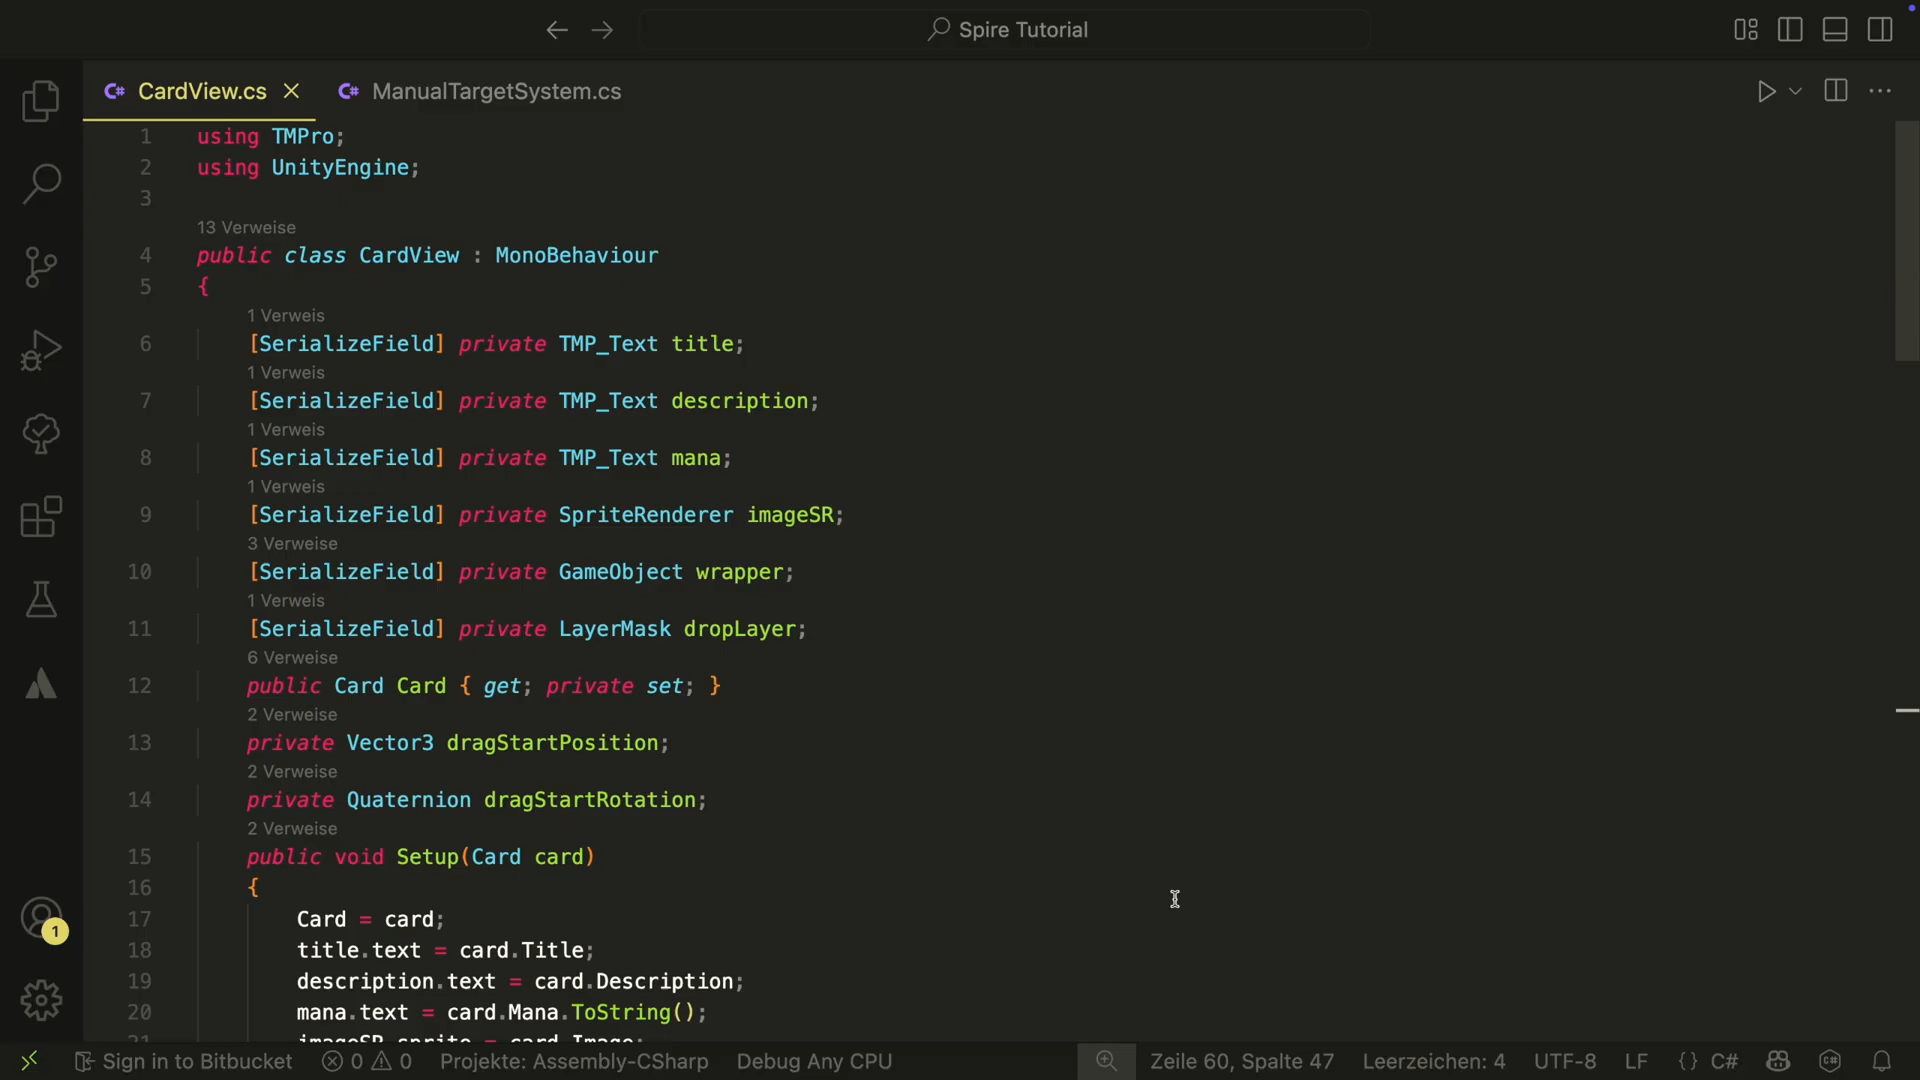 Spire Tutorial
CardView.cs
ManualTargetSystem.cs
1 using TMPro;
2 using UnityEngine;
3
13 Verweise
4 public class CardView : MonoBehaviour
5 {
1 Verweis
6 [SerializeField] private TMP_Text title;
1 Verweis
7 [SerializeField] private TMP_Text description;
1 Verweis
8 [SerializeField] private TMP_Text mana;
1 Verweis
9 [SerializeField] private SpriteRenderer imageSR;
3 Verweise
10 [SerializeField] private GameObject wrapper;
1 Verweis
11 [SerializeField] private LayerMask dropLayer;
6 Verweise
12 public Card Card { get; private set; }
2 Verweise
13 private Vector3 dragStartPosition;
2 Verweise
14 private Quaternion dragStartRotation;
2 Verweise
15 public void Setup(Card card)
16 {
17 Card = card;
18 title.text = card.Title;
19 description.text = card.Description;
20 mana.text = card.Mana.ToString();
21 imageSR.sprite = card.Image;
1
Sign in to Bitbucket 0 0 Projekte: Assembly-CSharp Debug Any CPU Zeile 60, Spalte 47 Leerzeichen: 4 UTF-8 LF {} C#